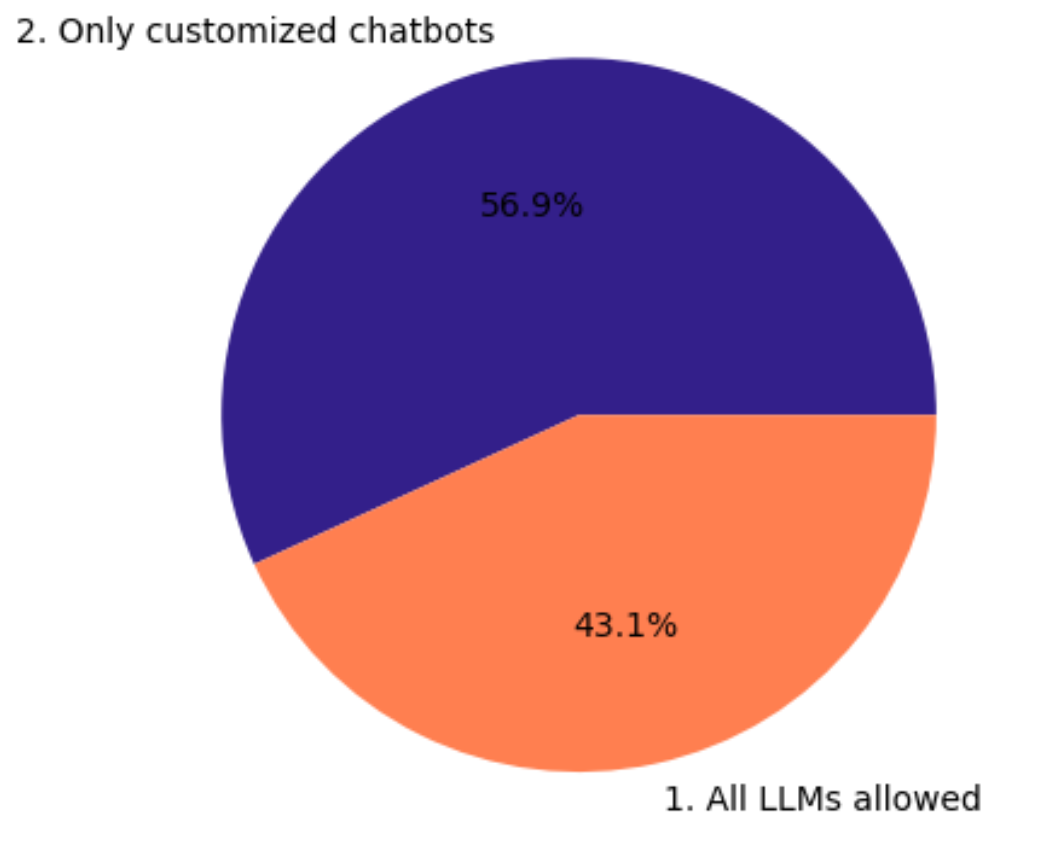 2. Only customized chatbots
56.9%
43.1%
1. All LLMs allowed